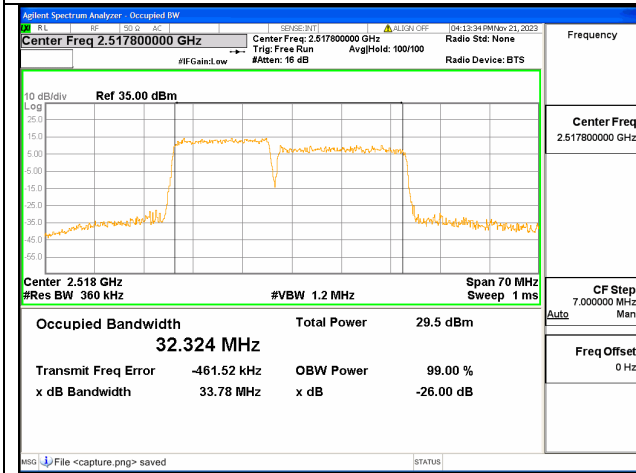 Agilent Spectrum Analyzer - Occupied BW
RL RF 50 Ω AC SENSE:INT ALIGN OFF 04:13:34 PM Nov 21, 2023
Center Freq 2.517800000 GHz
Center Freq: 2.517800000 GHz
Radio Std: None
Trig: Free Run Avg|Hold: 100/100
#IFGain:Low #Atten: 16 dB Radio Device: BTS
Frequency
10 dB/div Ref 35.00 dBm
Log
25.0
15.0
5.00
-5.00
-15.0
-25.0
-35.0
-45.0
-55.0
Center 2.518 GHz Span 70 MHz
#Res BW 360 kHz #VBW 1.2 MHz Sweep 1 ms
Center Freq
2.517800000 GHz
CF Step
7.000000 MHz
Auto Man
Freq Offset
0 Hz
Occupied Bandwidth Total Power 29.5 dBm
32.324 MHz
Transmit Freq Error -461.52 kHz OBW Power 99.00 %
x dB Bandwidth 33.78 MHz x dB -26.00 dB
MSG File <capture.png> saved STATUS